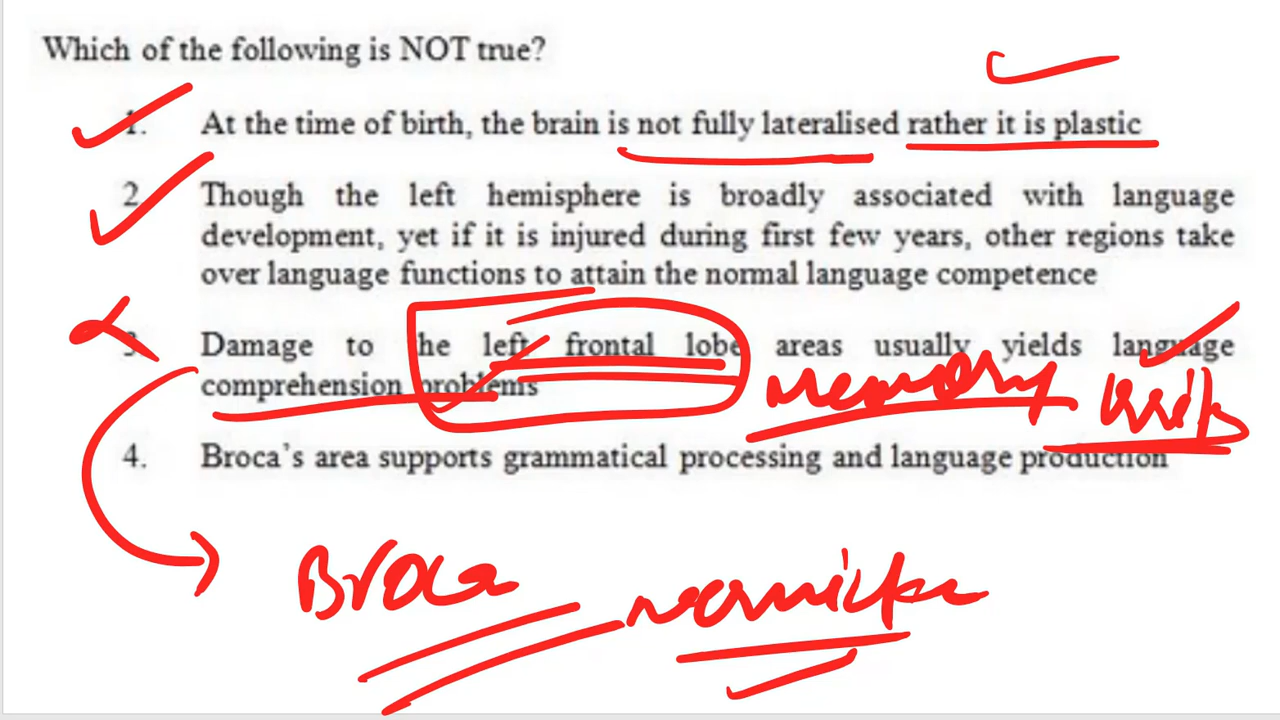 Which of the following is NOT true?
1. At the time of birth, the brain is not fully lateralised rather it is plastic
2. Though the left hemisphere is broadly associated with language
development, yet if it is injured during first few years, other regions take
over language functions to attain the normal language competence
3. Damage to the left frontal lobe areas usually yields language
comprehension problems
memory
4. Broca's area supports grammatical processing and language production
Broca wernicke